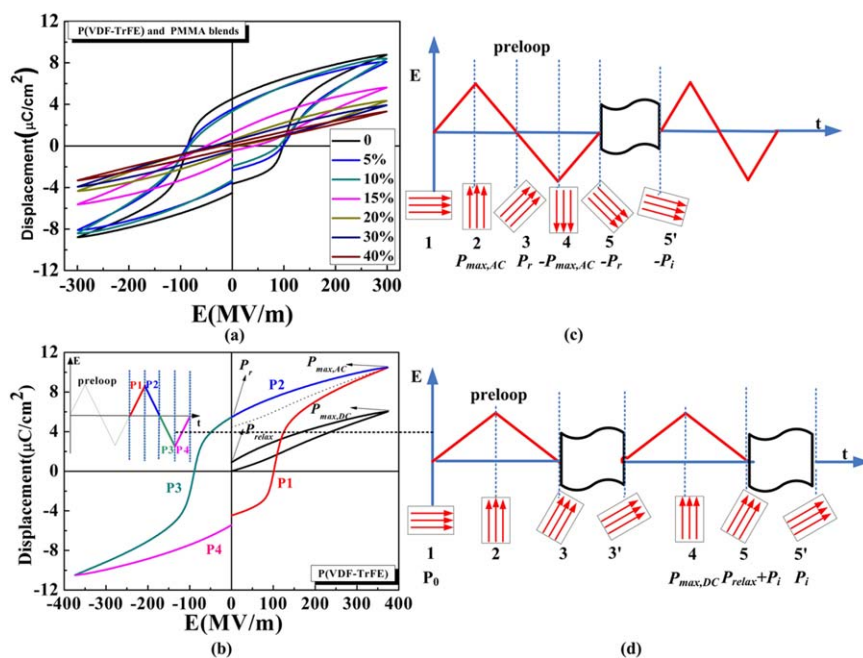 P(VDF-TrFE) and PMMA blends
Displacement(μC/cm²)
12
8
4
0
-4
-8
-12
0
5%
10%
15%
20%
30%
40%
-300 -200 -100 0 100 200 300
E(MV/m)
(a)
preloop
E
t
1 2 3 4 5 5'
P_max,AC P_r -P_max,AC -P_r -P_i
(c)
Displacement(μC/cm²)
12
8
4
0
-4
-8
-12
E
preloop
P1 P2
t
P3 P4
P_r
P_max,AC
P2
P_max,DC
P_relax
P3
P1
P4
P(VDF-TrFE)
-400 -300 -200 -100 0 100 200 300 400
E(MV/m)
(b)
E
preloop
t
1 2 3 3' 4 5 5'
P_0 P_max,DC P_relax+P_i P_i
(d)